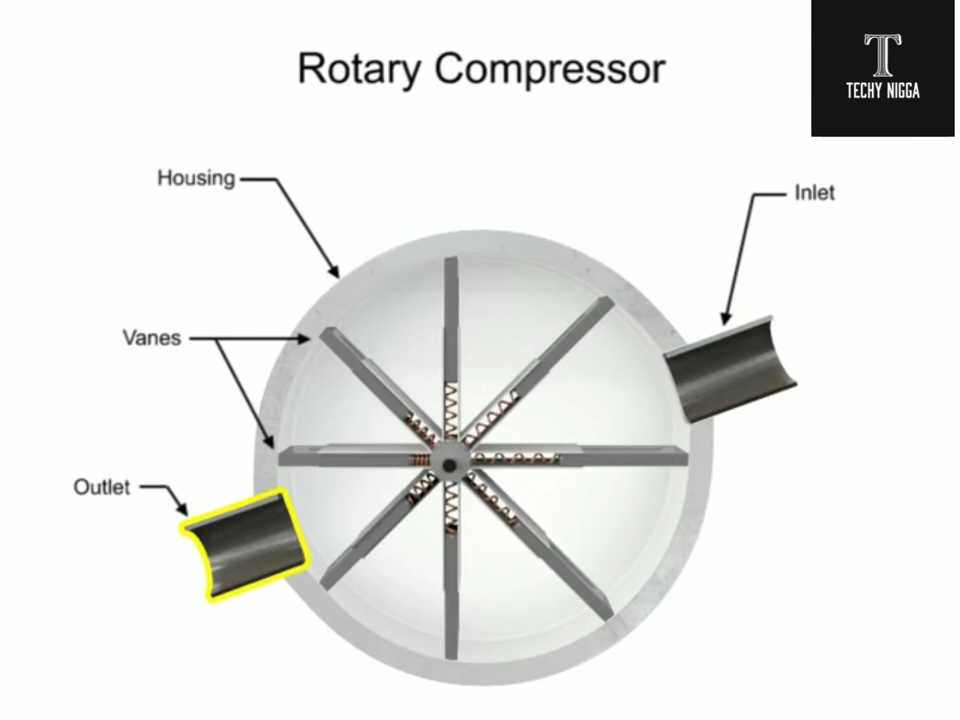 Rotary Compressor
T
TECHY NIGGA
Housing
Inlet
Vanes
Outlet